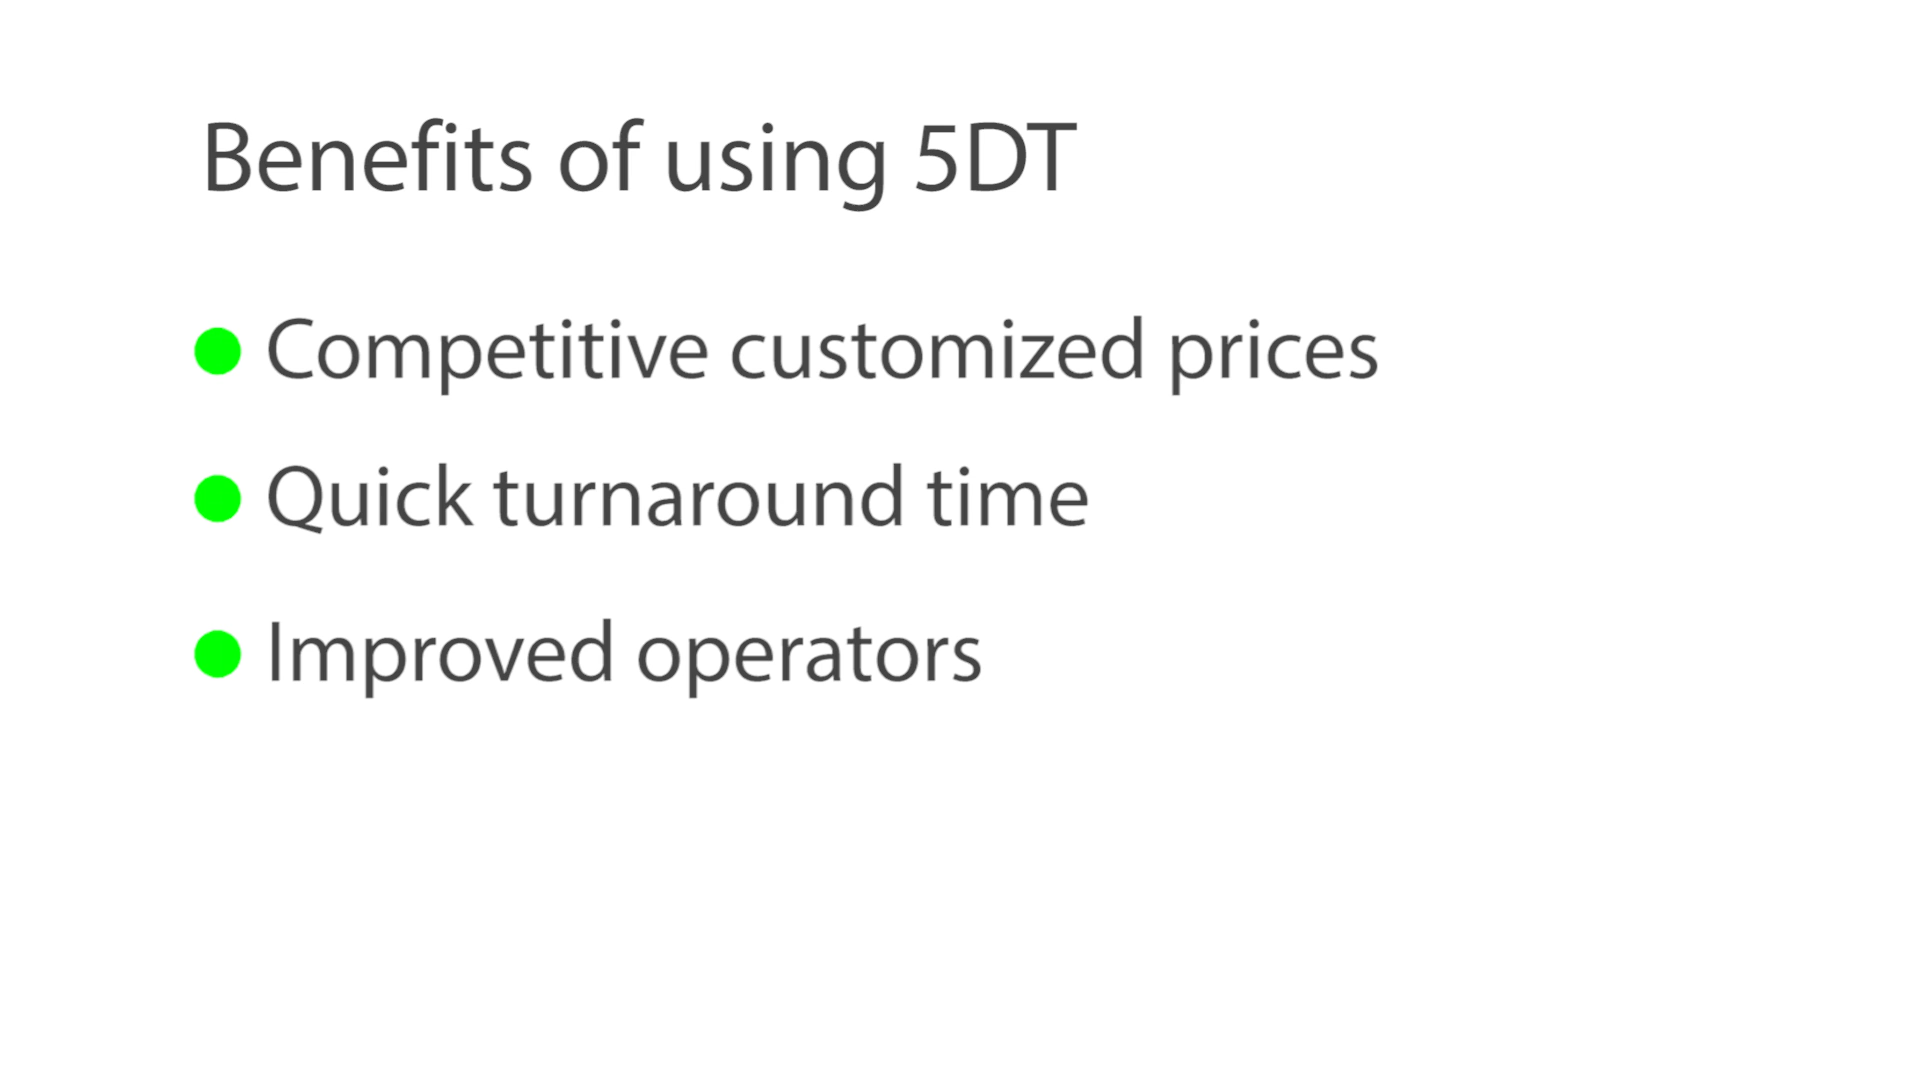 Benefits of using 5DT
Competitive customized prices
Quick turnaround time
Improved operators